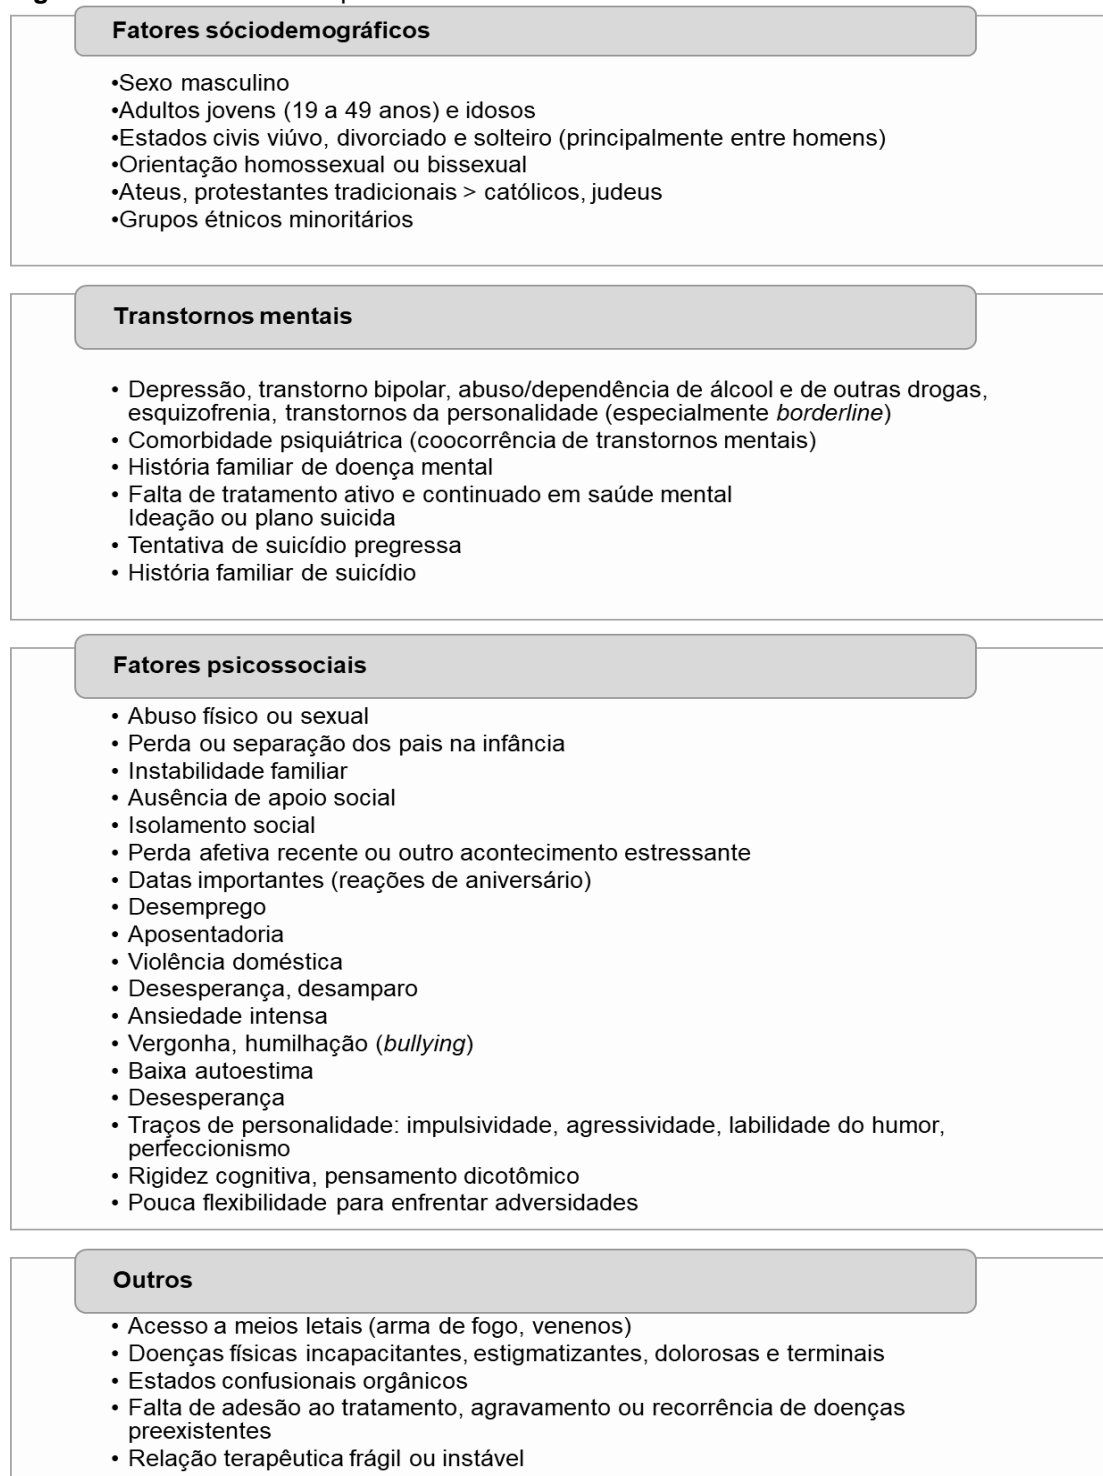 Fatores sóciodemográficos
•Sexo masculino
•Adultos jovens (19 a 49 anos) e idosos
•Estados civis viúvo, divorciado e solteiro (principalmente entre homens)
•Orientação homossexual ou bissexual
•Ateus, protestantes tradicionais > católicos, judeus
•Grupos étnicos minoritários
Transtornos mentais
• Depressão, transtorno bipolar, abuso/dependência de álcool e de outras drogas,
esquizofrenia, transtornos da personalidade (especialmente borderline)
• Comorbidade psiquiátrica (coocorrência de transtornos mentais)
• História familiar de doença mental
• Falta de tratamento ativo e continuado em saúde mental
Ideação ou plano suicida
• Tentativa de suicídio pregressa
• História familiar de suicídio
Fatores psicossociais
• Abuso físico ou sexual
• Perda ou separação dos pais na infância
• Instabilidade familiar
• Ausência de apoio social
• Isolamento social
• Perda afetiva recente ou outro acontecimento estressante
• Datas importantes (reações de aniversário)
• Desemprego
• Aposentadoria
• Violência doméstica
• Desesperança, desamparo
• Ansiedade intensa
• Vergonha, humilhação (bullying)
• Baixa autoestima
• Desesperança
• Traços de personalidade: impulsividade, agressividade, labilidade do humor,
perfeccionismo
• Rigidez cognitiva, pensamento dicotômico
• Pouca flexibilidade para enfrentar adversidades
Outros
• Acesso a meios letais (arma de fogo, venenos)
• Doenças físicas incapacitantes, estigmatizantes, dolorosas e terminais
• Estados confusionais orgânicos
• Falta de adesão ao tratamento, agravamento ou recorrência de doenças
preexistentes
• Relação terapêutica frágil ou instável